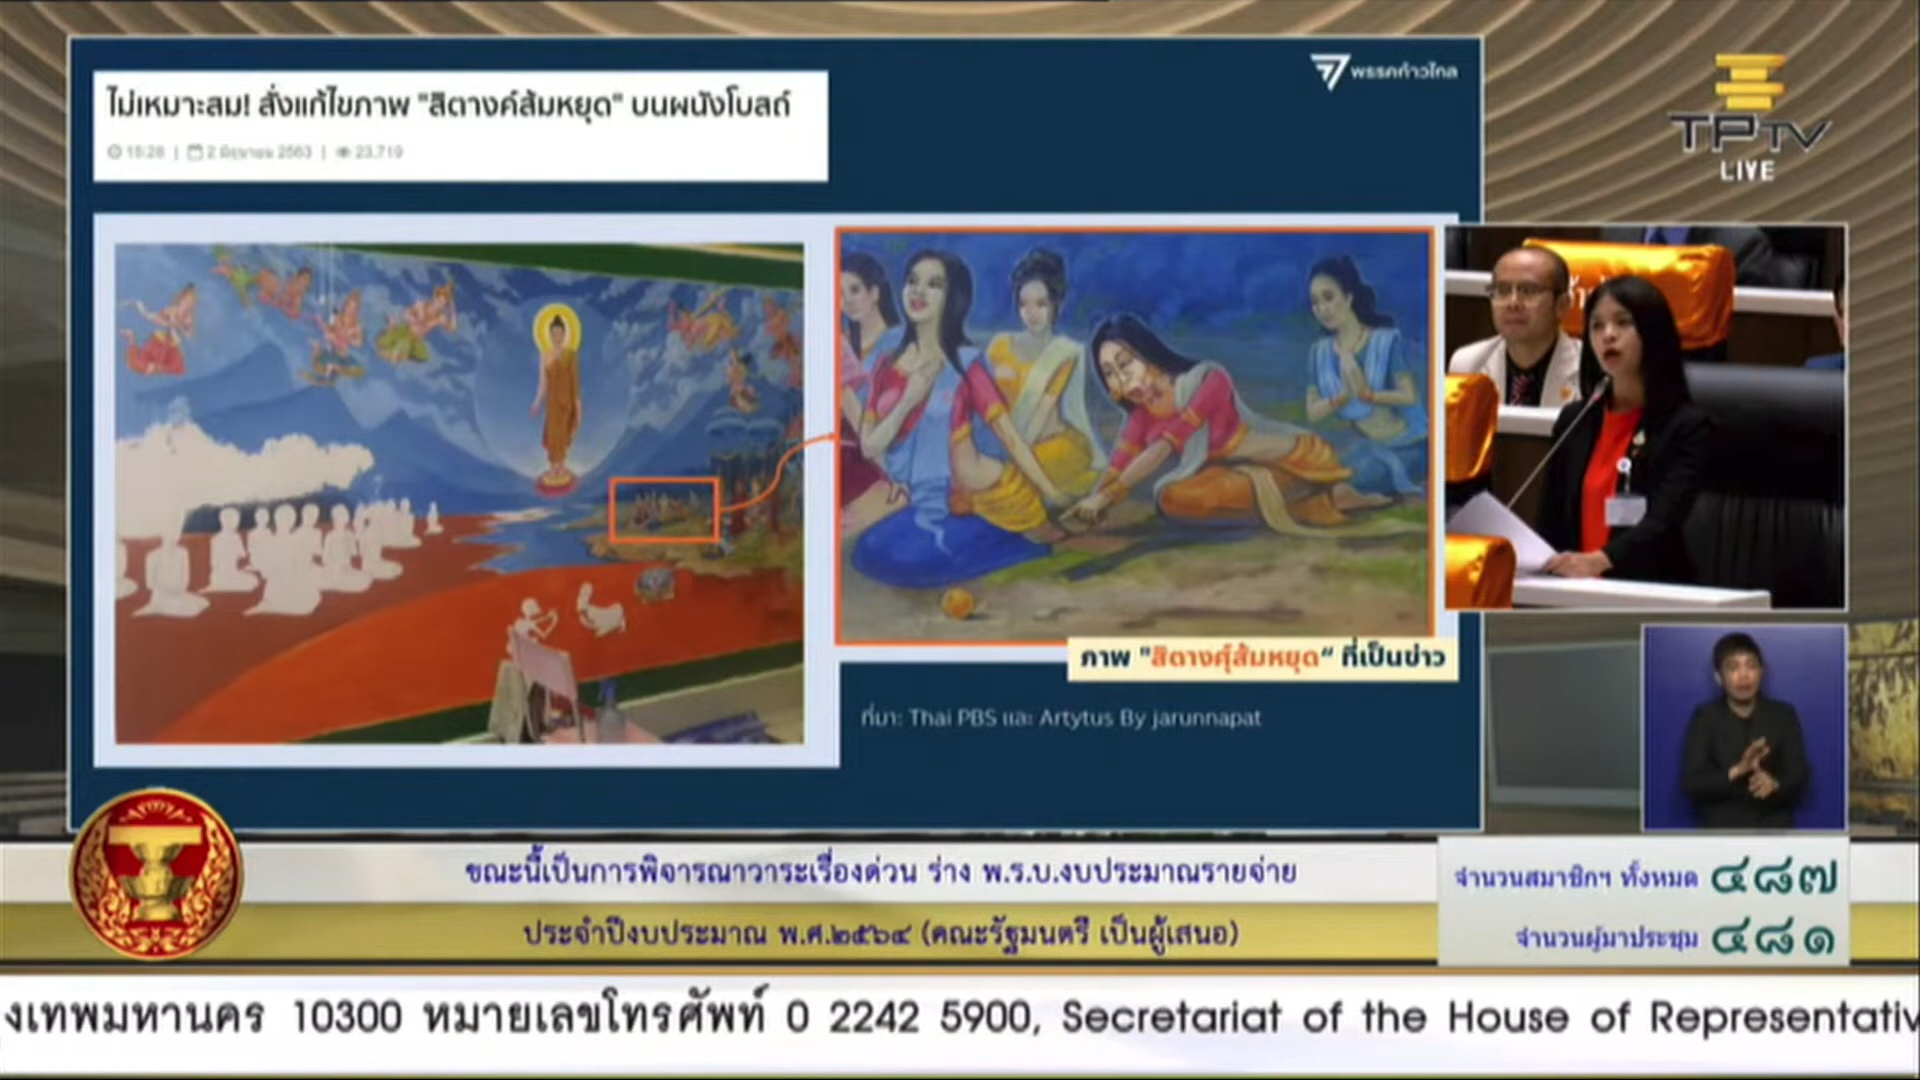 ไม่เหมาะสม! สั่งแก้ไขภาพ "สิตางศุ์ส้มหยุด" บนผนังโบสถ์
15:28 | 2 มิถุนายน 2563 | 23,719
พรรคก้าวไกล
TPTV
LIVE
ภาพ "สิตางศุ์ส้มหยุด“ ที่เป็นข่าว
ที่มา: Thai PBS และ Artytus By jarunnapat
ขณะนี้เป็นการพิจารณาวาระเรื่องด่วน ร่าง พ.ร.บ.งบประมาณรายจ่าย
ประจำปีงบประมาณ พ.ศ.๒๕๖๔ (คณะรัฐมนตรี เป็นผู้เสนอ)
จำนวนสมาชิกฯ ทั้งหมด ๔๘๗
จำนวนผู้มาประชุม ๔๘๑
งเทพมหานคร 10300 หมายเลขโทรศัพท์ 0 2242 5900, Secretariat of the House of Representativ